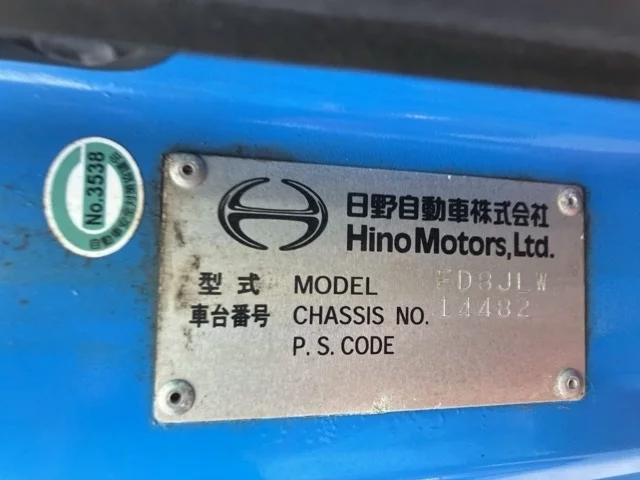 No.3538
日野自動車株式会社
Hino Motors, Ltd.
型式 MODEL FD8JLW
車台番号 CHASSIS NO. 14482
P. S. CODE